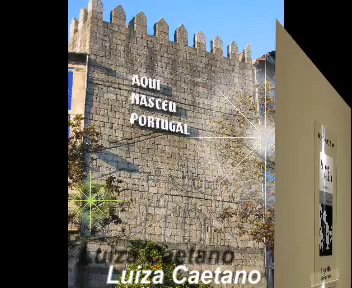 AQUI
NASCEU
PORTUGAL
Luiza Caetano
Luiza Caetano